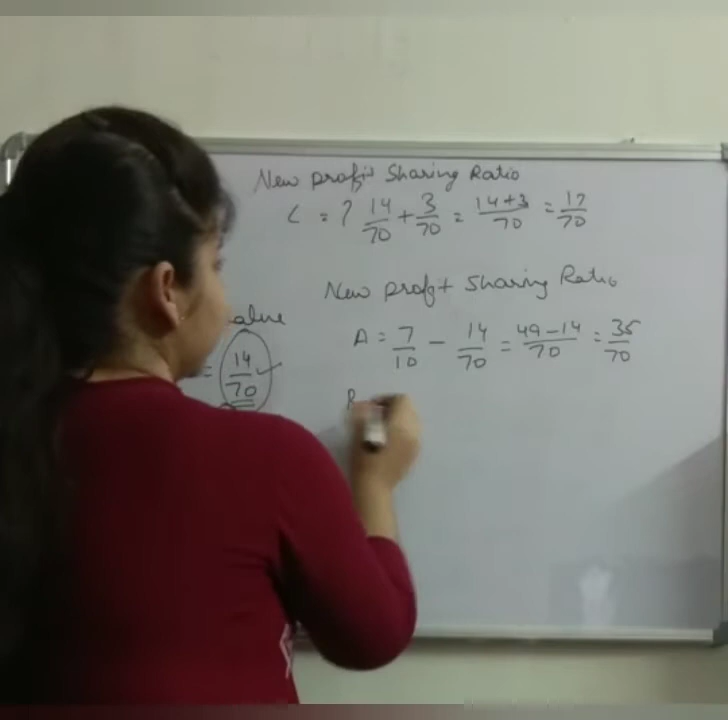 New profit Sharing Ratio
C = ? 14/70 + 3/70 = 14+3/70 = 17/70
New profit Sharing Ratio
A = 7/10 - 14/70 = 49-14/70 = 35/70
= 14/70 ✓
B